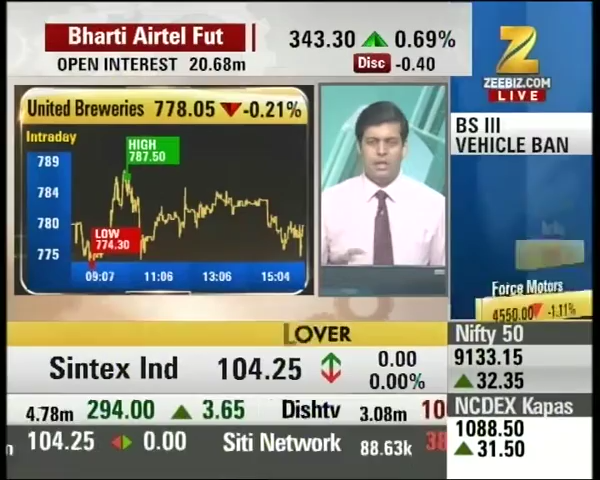 Bharti Airtel Fut
343.30 ▲ 0.69%
OPEN INTEREST 20.68m
Disc -0.40
ZEEBIZ.COM
LIVE
United Breweries 778.05 ▼ -0.21%
Intraday
HIGH
787.50
789
784
780
775
LOW
774.30
09:07 11:06 13:06 15:04
BS III
VEHICLE BAN
Force Motors
4550.00 ▼ -1.11%
LOVER
Sintex Ind 104.25 0.00
0.00%
4.78m 294.00 ▲ 3.65 Dishtv 3.08m 10
104.25 0.00 Siti Network 88.63k 38
Nifty 50
9133.15
▲ 32.35
NCDEX Kapas
1088.50
▲ 31.50